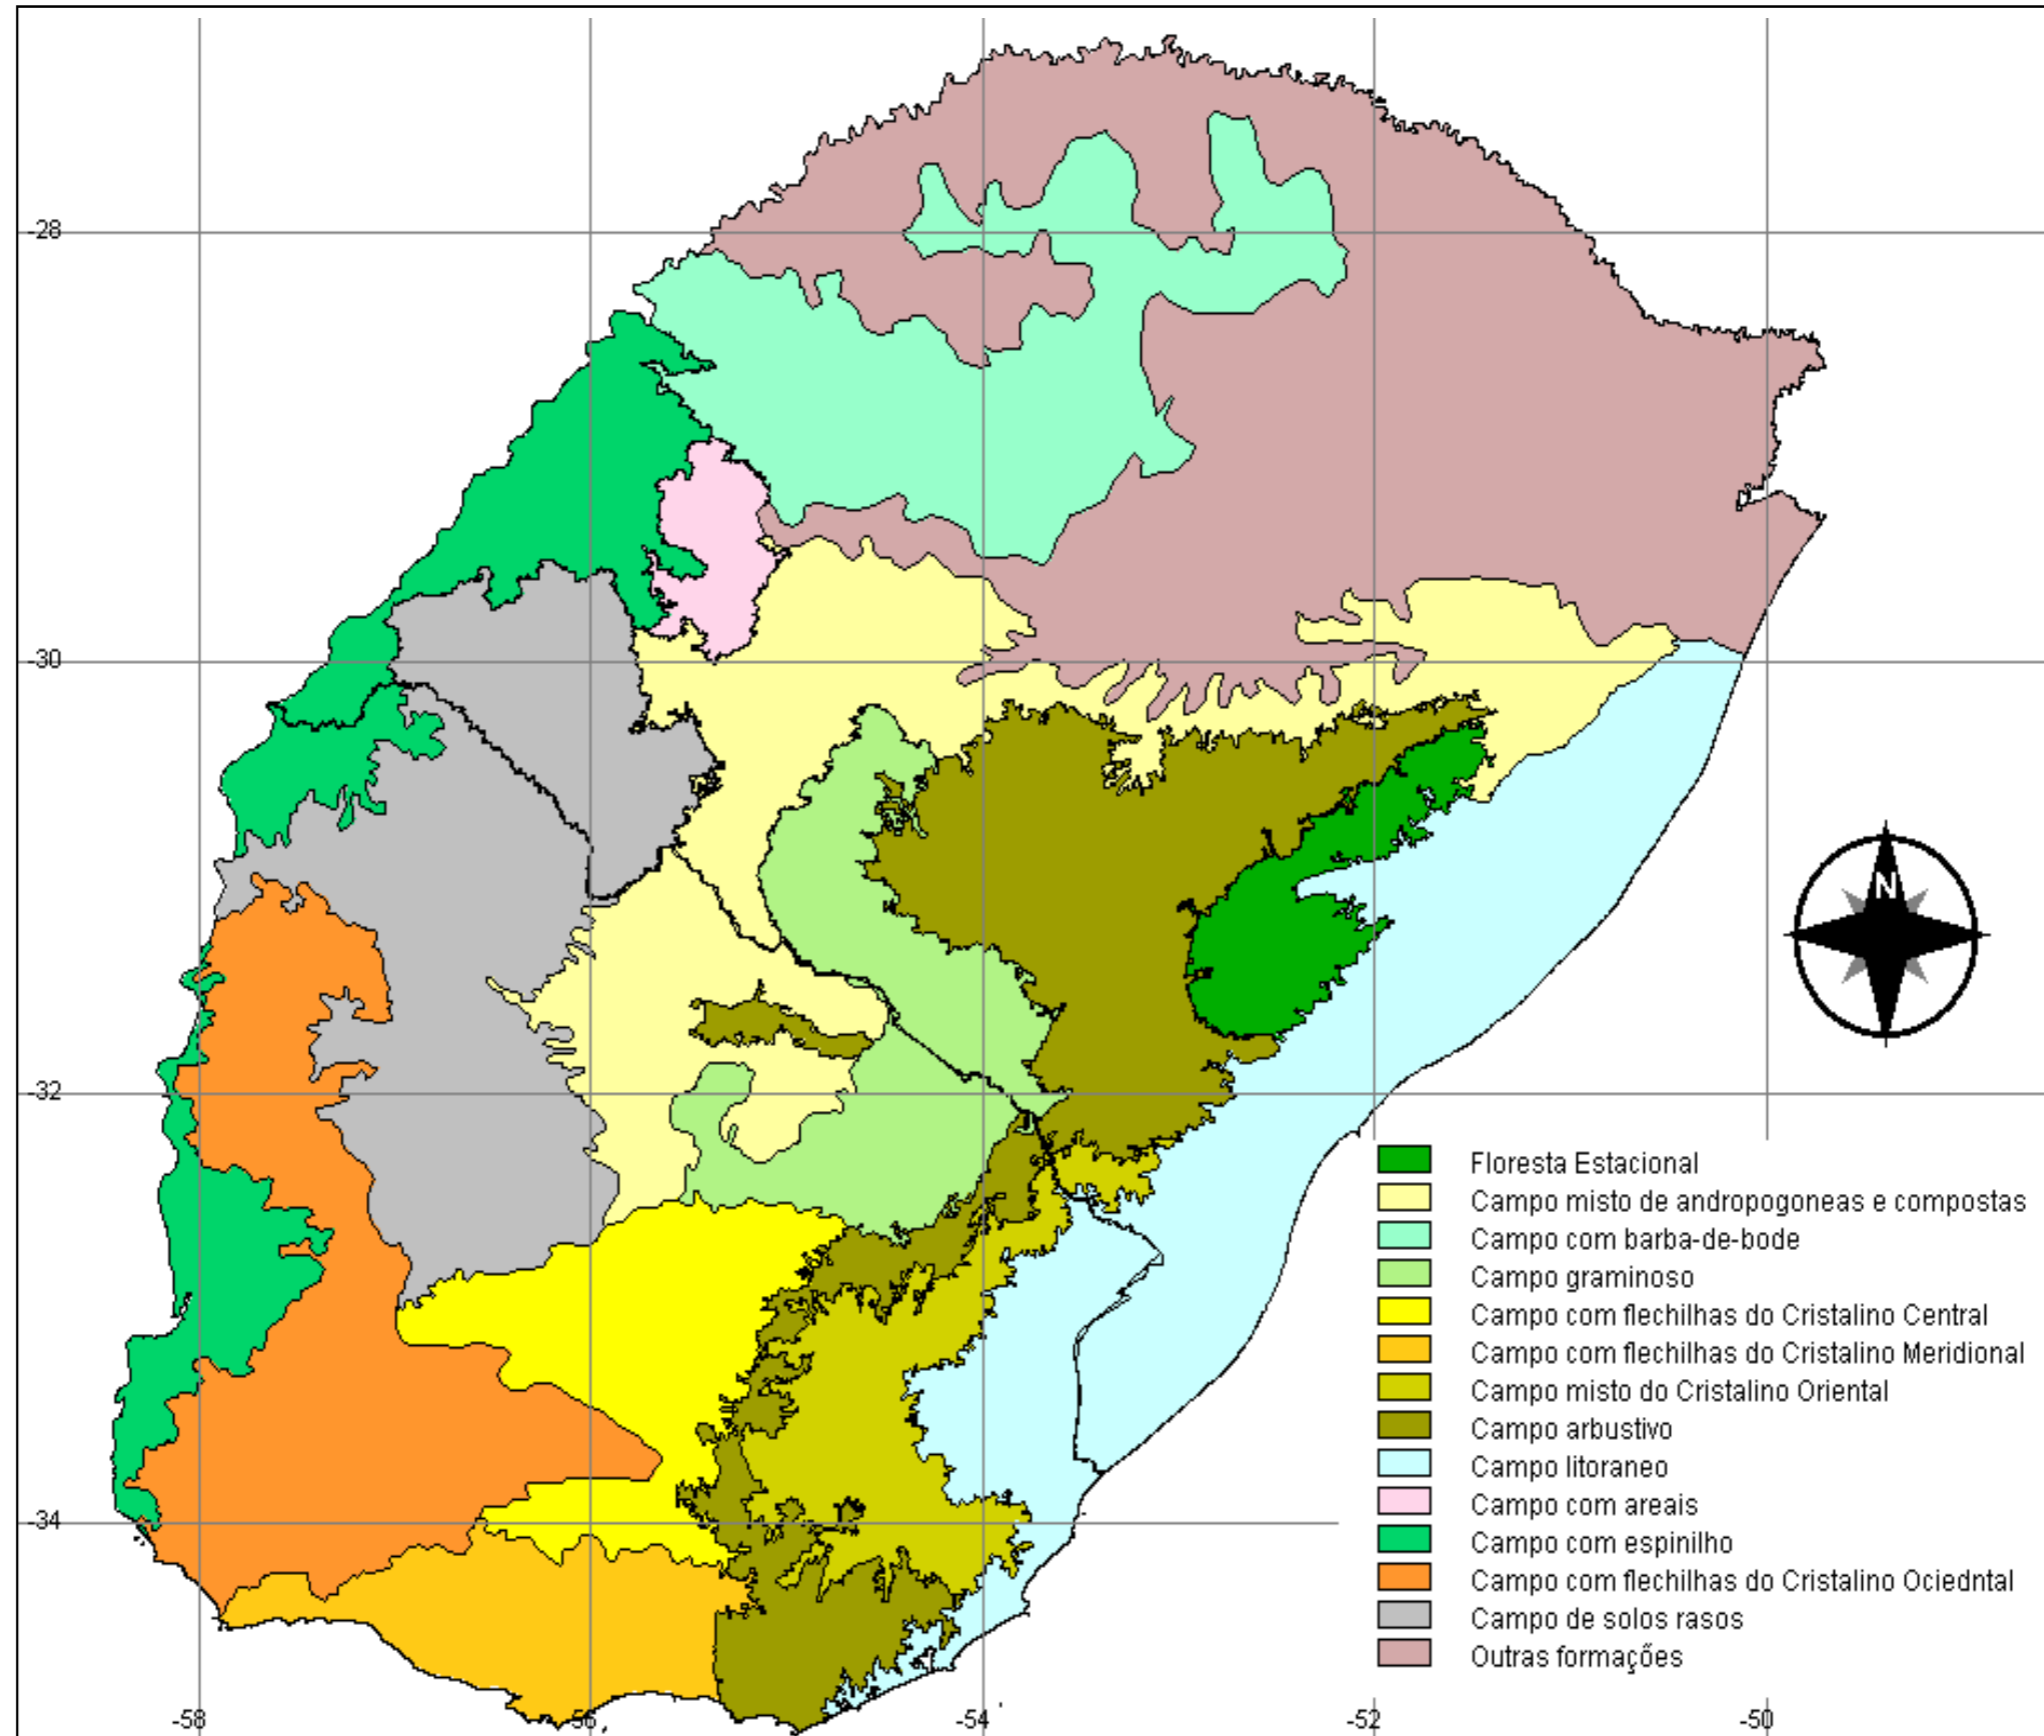 -28
-30
-32
-34
-58
-56
-54
-52
-50
N
Floresta Estacional
Campo misto de andropogoneas e compostas
Campo com barba-de-bode
Campo graminoso
Campo com flechilhas do Cristalino Central
Campo com flechilhas do Cristalino Meridional
Campo misto do Cristalino Oriental
Campo arbustivo
Campo litoraneo
Campo com areais
Campo com espinilho
Campo com flechilhas do Cristalino Ociedntal
Campo de solos rasos
Outras formações